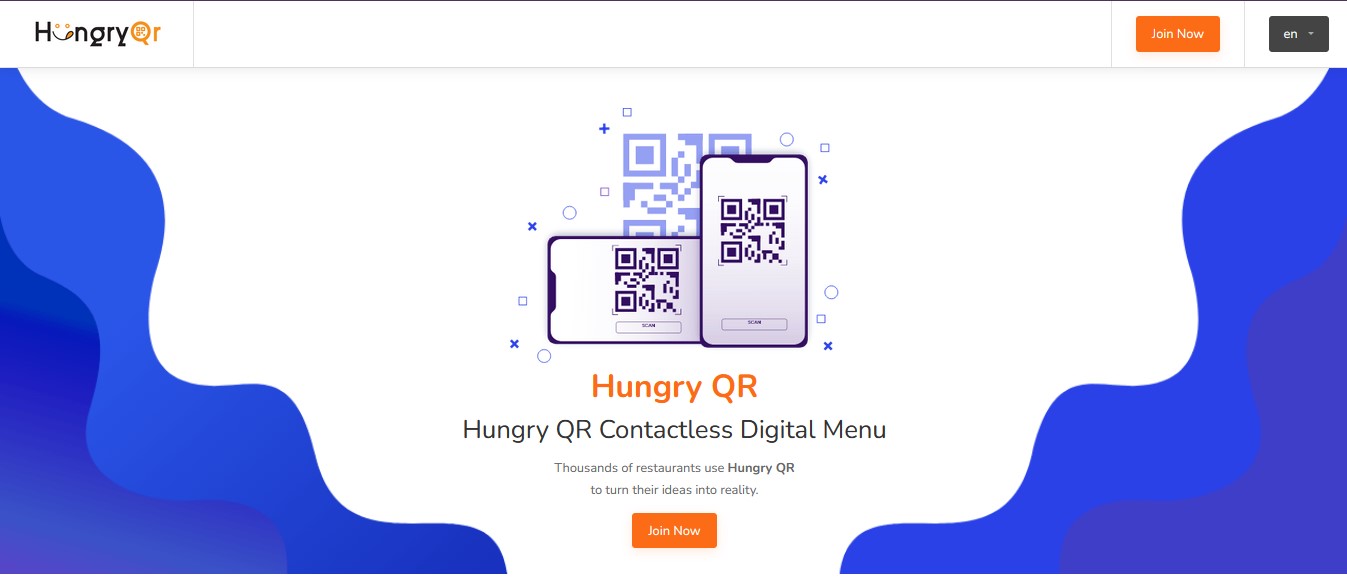 HungryQr
Join Now
en
SCAN
SCAN
Hungry QR
Hungry QR Contactless Digital Menu
Thousands of restaurants use Hungry QR
to turn their ideas into reality.
Join Now